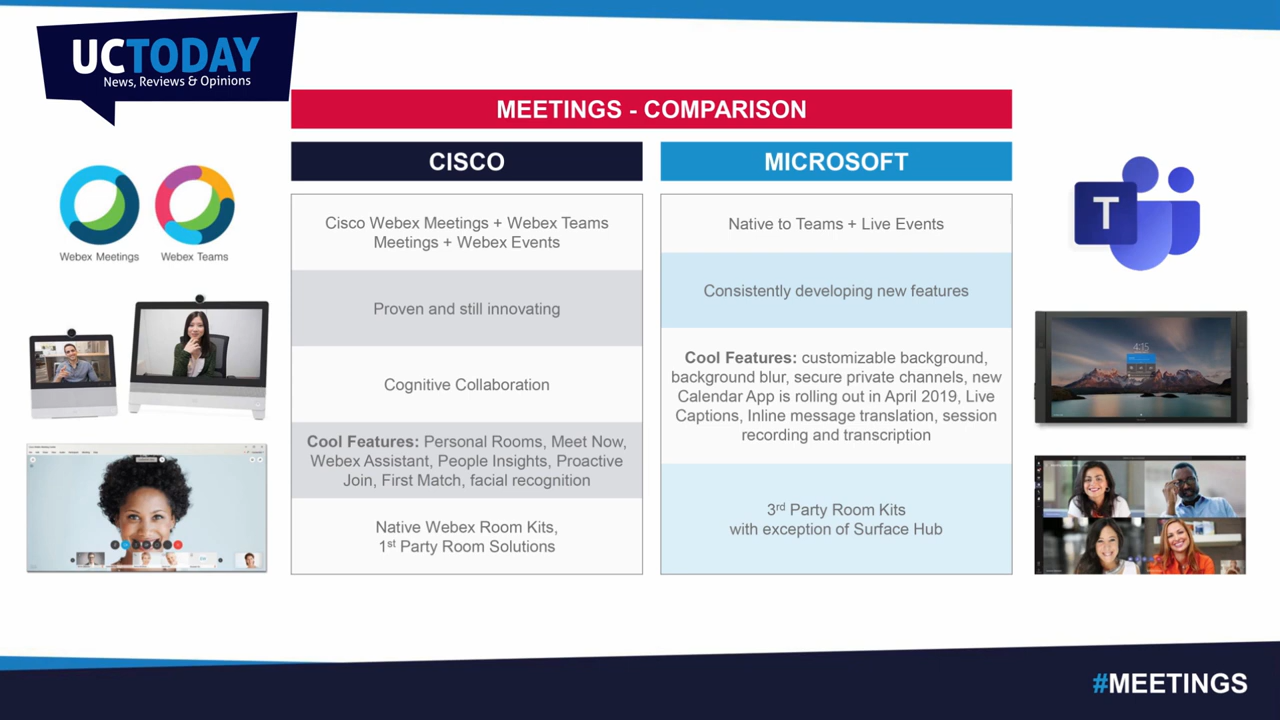 UCTODAY
News, Reviews & Opinions
MEETINGS - COMPARISON
CISCO
Cisco Webex Meetings + Webex Teams
Meetings + Webex Events
Proven and still innovating
Cognitive Collaboration
Cool Features: Personal Rooms, Meet Now,
Webex Assistant, People Insights, Proactive
Join, First Match, facial recognition
Native Webex Room Kits,
1st Party Room Solutions
MICROSOFT
Native to Teams + Live Events
Consistently developing new features
Cool Features: customizable background,
background blur, secure private channels, new
Calendar App is rolling out in April 2019, Live
Captions, Inline message translation, session
recording and transcription
3rd Party Room Kits
with exception of Surface Hub
Webex Meetings
Webex Teams
T
4:15
#MEETINGS